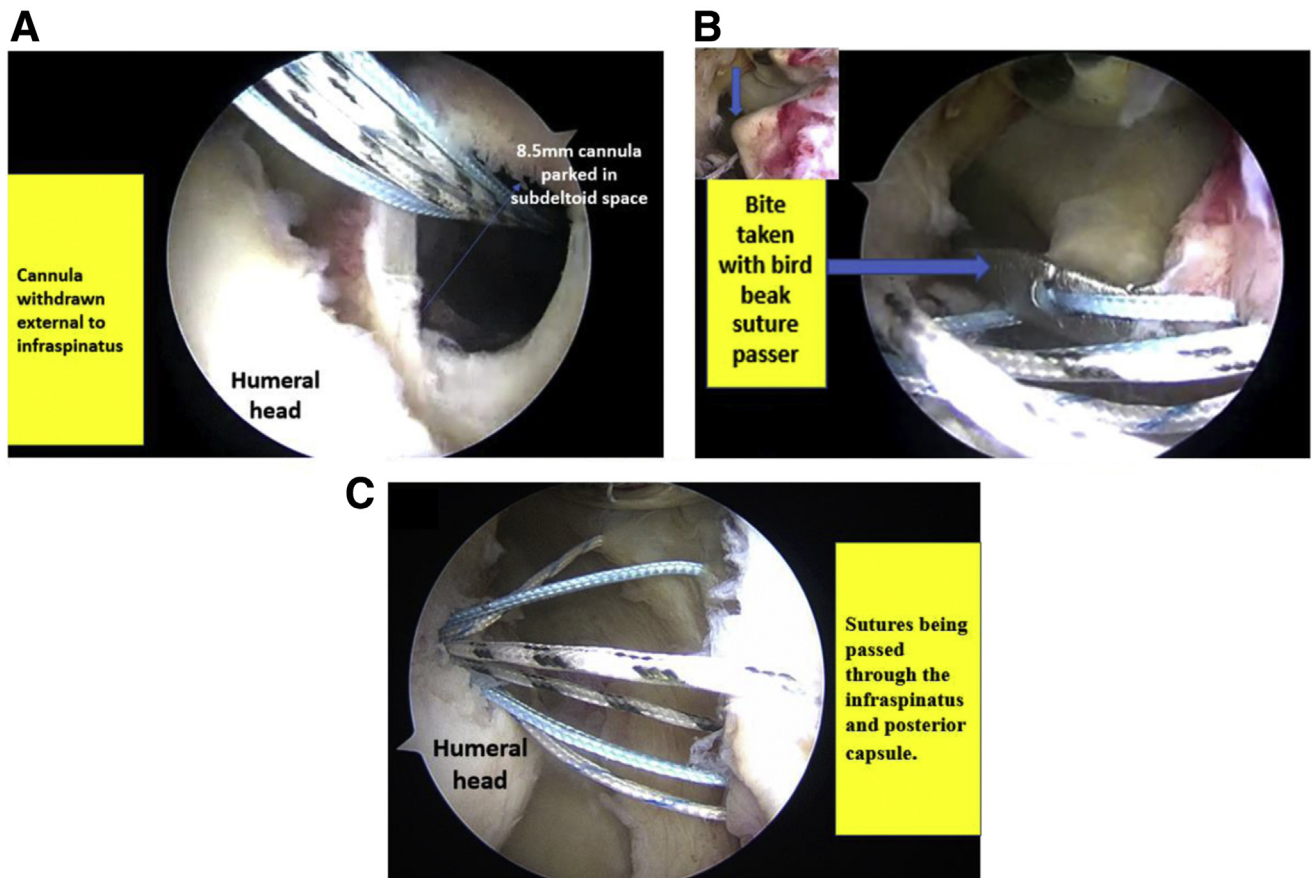 A
8.5mm cannula
parked in
subdeltoid space
Cannula
withdrawn
external to
infraspinatus
Humeral
head
B
Bite
taken
with bird
beak
suture
passer
C
Humeral
head
Sutures being
passed
through the
infraspinatus
and posterior
capsule.